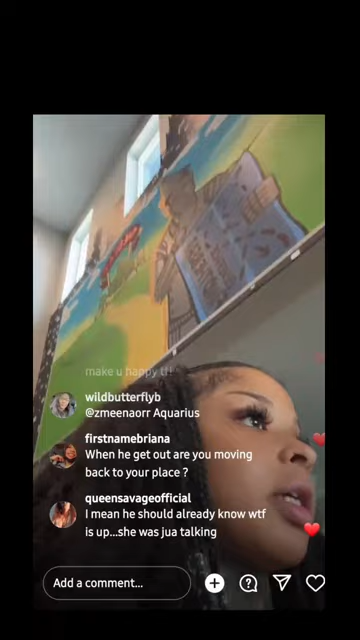 make u happy tf!
wildbutterflyb
@zmeenaorr Aquarius
firstnamebriana
When he get out are you moving
back to your place ?
queensavageofficial
I mean he should already know wtf
is up...she was jua talking
Add a comment...